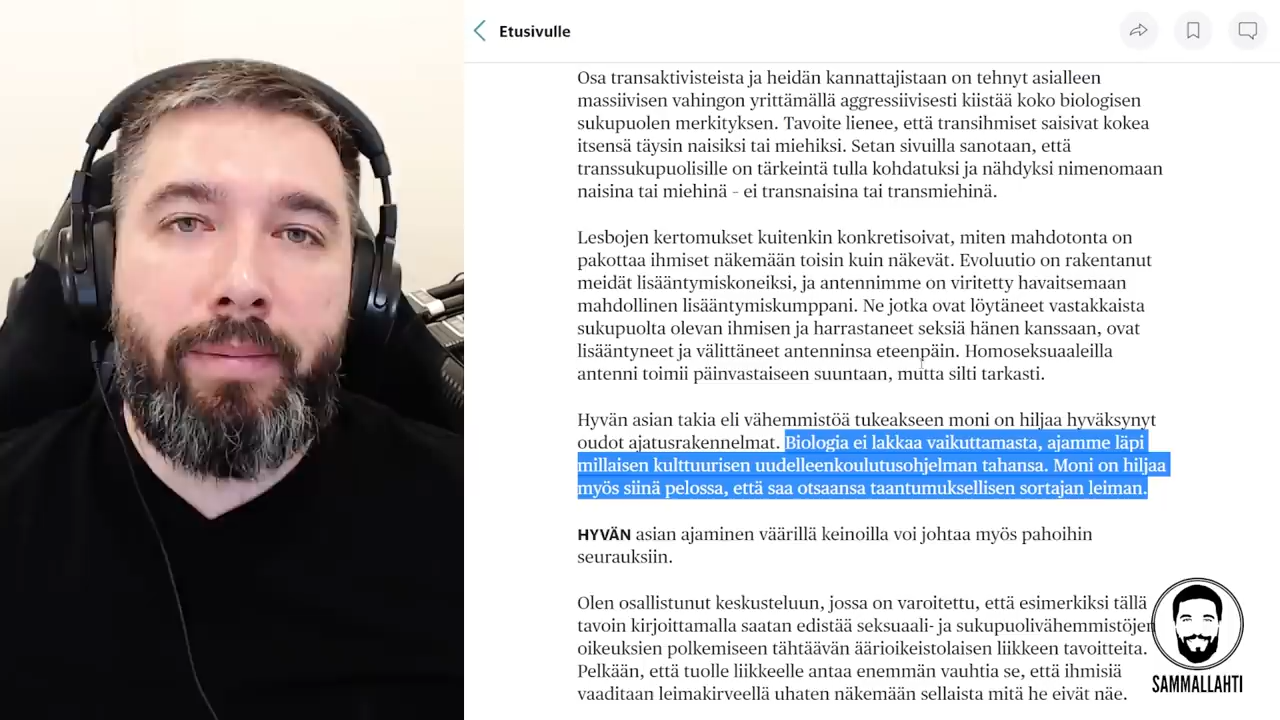 Etusivulle
Osa transaktivisteista ja heidän kannattajistaan on tehnyt asialleen
massiivisen vahingon yrittämällä aggressiivisesti kiistää koko biologisen
sukupuolen merkityksen. Tavoite lienee, että transihmiset saisivat kokea
itsensä täysin naisiksi tai miehiksi. Setan sivuilla sanotaan, että
transsukupuolisille on tärkeintä tulla kohdatuksi ja nähdyksi nimenomaan
naisina tai miehinä – ei transnaisina tai transmiehinä.
Lesbojen kertomukset kuitenkin konkretisoivat, miten mahdotonta on
pakottaa ihmiset näkemään toisin kuin näkevät. Evoluutio on rakentanut
meidät lisääntymiskoneiksi, ja antennimme on viritetty havaitsemaan
mahdollinen lisääntymiskumppani. Ne jotka ovat löytäneet vastakkaista
sukupuolta olevan ihmisen ja harrastaneet seksiä hänen kanssaan, ovat
lisääntyneet ja välittäneet antenninsa eteenpäin. Homoseksuaaleilla
antenni toimii päinvastaiseen suuntaan, mutta silti tarkasti.
Hyvän asian takia eli vähemmistöä tukeakseen moni on hiljaa hyväksynyt
oudot ajatusrakennelmat. Biologia ei lakkaa vaikuttamasta, ajamme läpi
millaisen kulttuurisen uudelleenkoulutusohjelman tahansa. Moni on hiljaa
myös siinä pelossa, että saa otsaansa taantumuksellisen sortajan leiman.
HYVÄN asian ajaminen väärillä keinoilla voi johtaa myös pahoihin
seurauksiin.
Olen osallistunut keskusteluun, jossa on varoitettu, että esimerkiksi tällä
tavoin kirjoittamalla saatan edistää seksuaali- ja sukupuolivähemmistöjen
oikeuksien polkemiseen tähtäävän äärioikeistolaisen liikkeen tavoitteita.
Pelkään, että tuolle liikkeelle antaa enemmän vauhtia se, että ihmisiä
vaaditaan leimakirveellä uhaten näkemään sellaista mitä he eivät näe.
SAMMALLAHTI